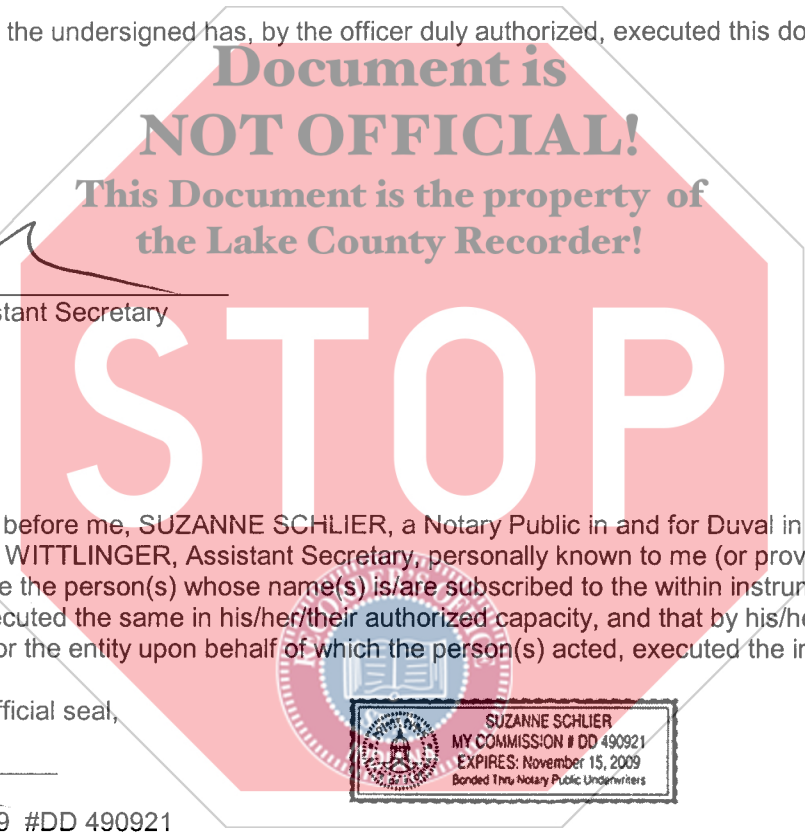 the undersigned has, by the officer duly authorized, executed this do
Document is
NOT OFFICIAL!
This Document is the property of
the Lake County Recorder!
stant Secretary
STOP
before me, SUZANNE SCHLIER, a Notary Public in and for Duval in
WITTLINGER, Assistant Secretary, personally known to me (or prov
e the person(s) whose name(s) is/are subscribed to the within instrur
ecuted the same in his/her/their authorized capacity, and that by his/he
or the entity upon behalf of which the person(s) acted, executed the in
RECORDER'S OFFICE
fficial seal,
SUZANNE SCHLIER
MY COMMISSION # DD 490921
EXPIRES: November 15, 2009
Bonded Thru Notary Public Underwriters
9 #DD 490921